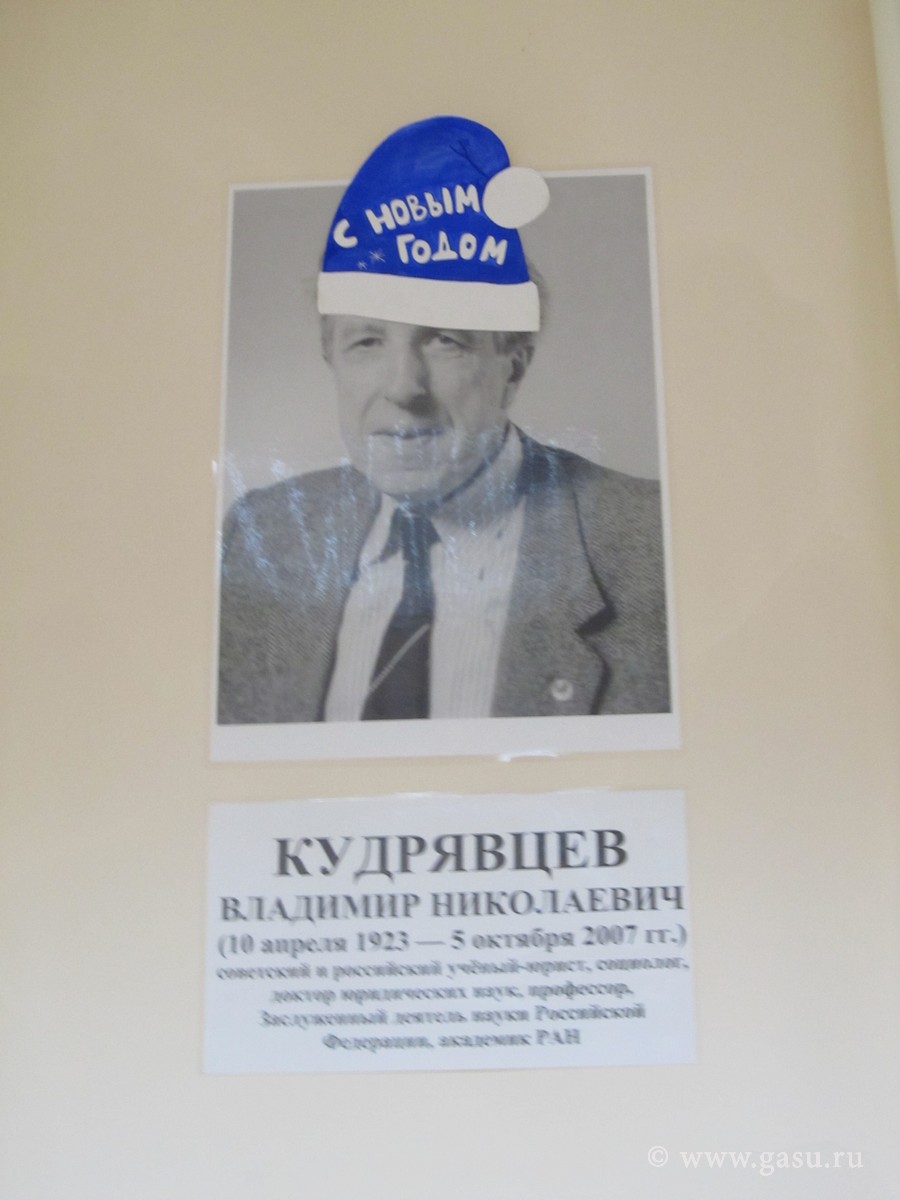 С НОВЫМ
ГОДОМ
КУДРЯВЦЕВ
ВЛАДИМИР НИКОЛАЕВИЧ
(10 апреля 1923 — 5 октября 2007 гг.)
советский и российский учёный-юрист, социолог,
доктор юридических наук, профессор,
Заслуженный деятель науки Российской
Федерации, академик РАН
© www.gasu.ru